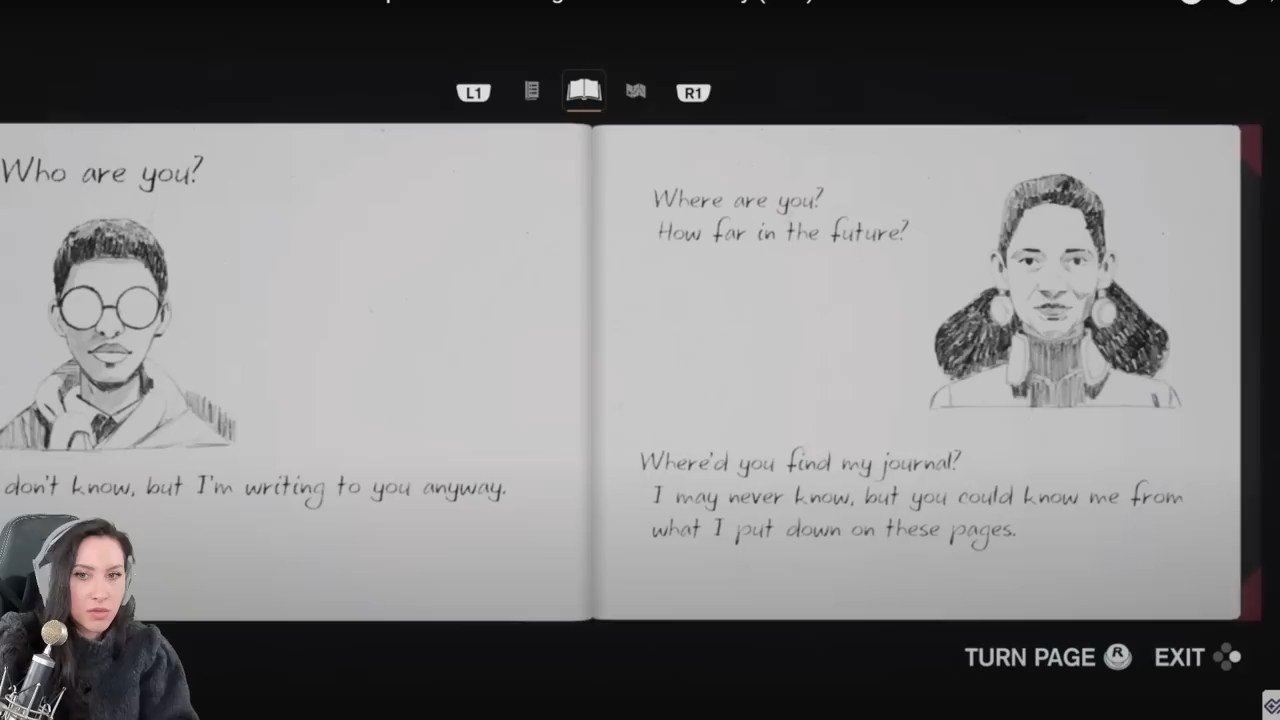 L1
R1
Who are you?
don't know, but I'm writing to you anyway.
Where are you?
How far in the future?
Where'd you find my journal?
I may never know, but you could know me from
what I put down on these pages.
TURN PAGE R EXIT